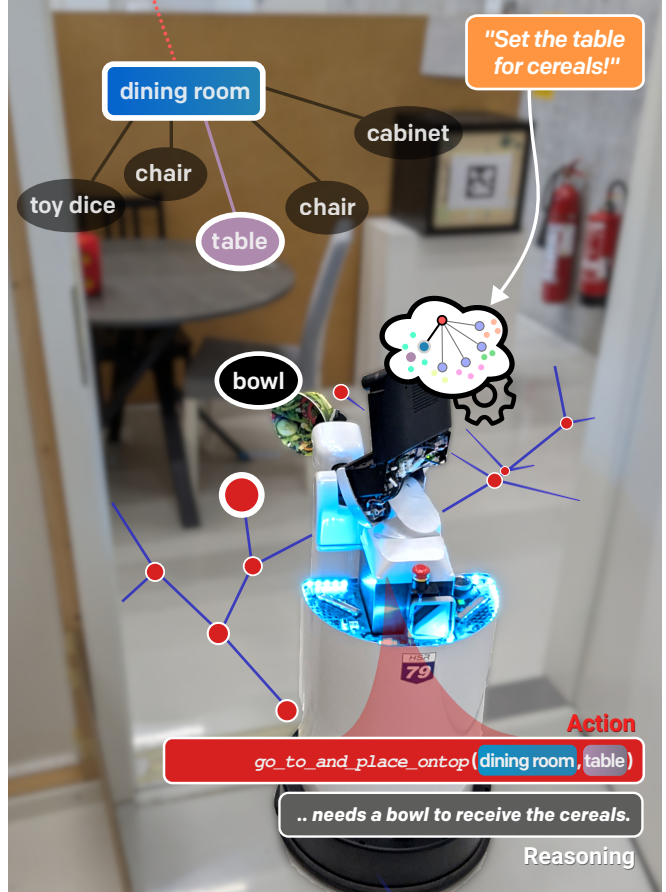 "Set the table
for cereals!"
dining room
cabinet
chair
toy dice
chair
table
bowl
HSR
79
Action
go_to_and_place_ontop(dining room, table)
.. needs a bowl to receive the cereals.
Reasoning